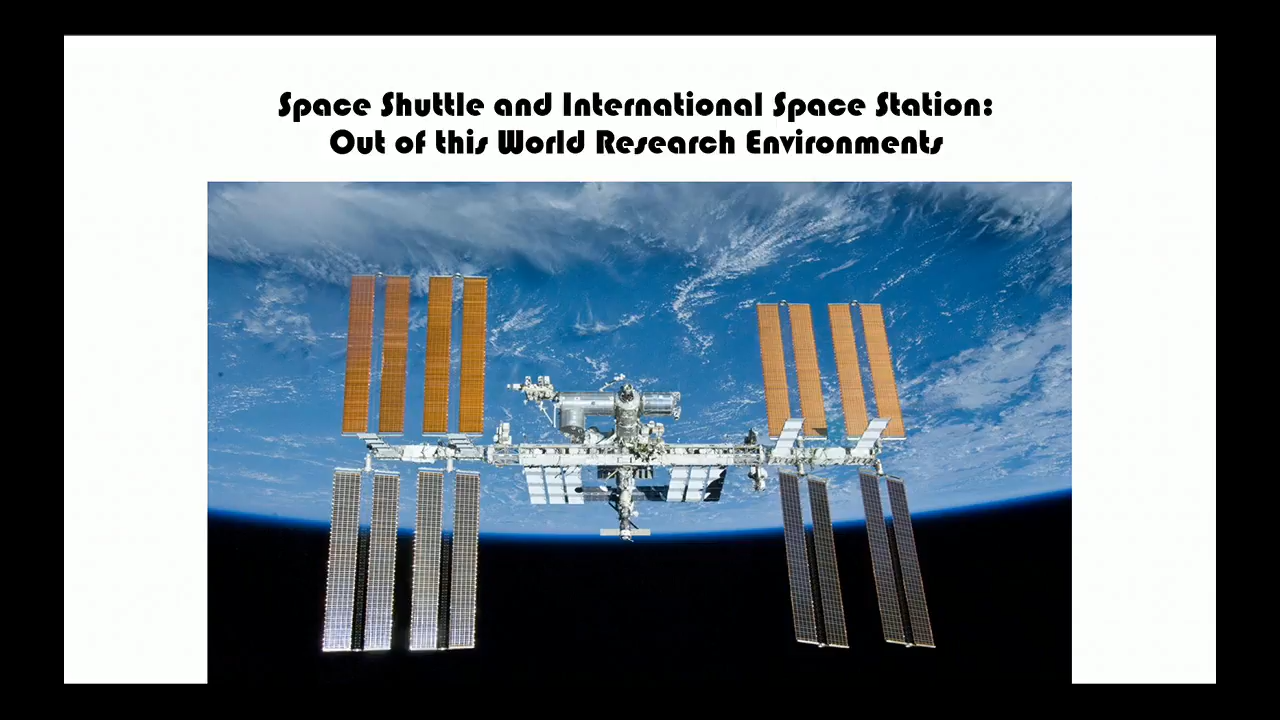 Space Shuttle and International Space Station:
Out of this World Research Environments